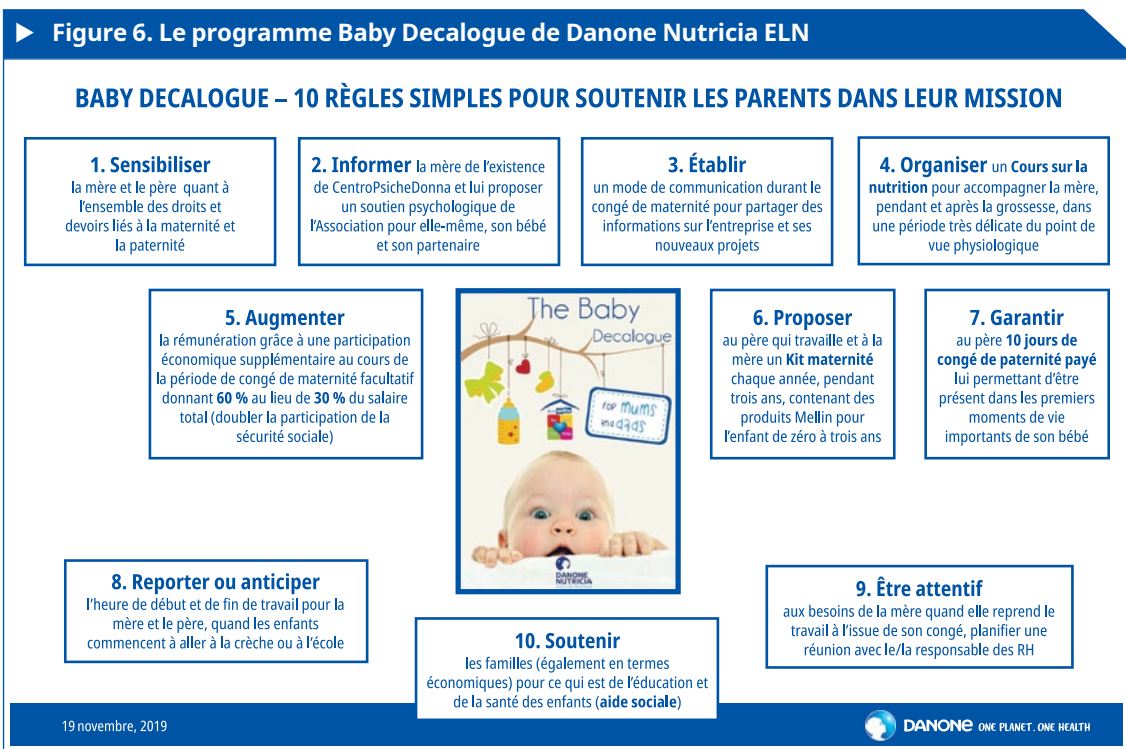 Figure 6. Le programme Baby Decalogue de Danone Nutricia ELN
BABY DECALOGUE – 10 RÈGLES SIMPLES POUR SOUTENIR LES PARENTS DANS LEUR MISSION
1. Sensibiliser
la mère et le père quant à
l'ensemble des droits et
devoirs liés à la maternité et
la paternité
2. Informer la mère de l'existence
de CentroPsicheDonna et lui proposer
un soutien psychologique de
l'Association pour elle-même, son bébé
et son partenaire
3. Établir
un mode de communication durant le
congé de maternité pour partager des
informations sur l'entreprise et ses
nouveaux projets
4. Organiser un Cours sur la
nutrition pour accompagner la mère,
pendant et après la grossesse, dans
une période très délicate du point de
vue physiologique
5. Augmenter
la rémunération grâce à une participation
économique supplémentaire au cours de
la période de congé de maternité facultatif
donnant 60 % au lieu de 30 % du salaire
total (doubler la participation de la
sécurité sociale)
The Baby
Decalogue
for mums
and dads
DANONE
NUTRICIA
6. Proposer
au père qui travaille et à la
mère un Kit maternité
chaque année, pendant
trois ans, contenant des
produits Mellin pour
l'enfant de zéro à trois ans
7. Garantir
au père 10 jours de
congé de paternité payé
lui permettant d'être
présent dans les premiers
moments de vie
importants de son bébé
8. Reporter ou anticiper
l'heure de début et de fin de travail pour la
mère et le père, quand les enfants
commencent à aller à la crèche ou à l'école
9. Être attentif
aux besoins de la mère quand elle reprend le
travail à l'issue de son congé, planifier une
réunion avec le/la responsable des RH
10. Soutenir
les familles (également en termes
économiques) pour ce qui est de l'éducation et
de la santé des enfants (aide sociale)
19 novembre, 2019
DANONE ONE PLANET. ONE HEALTH